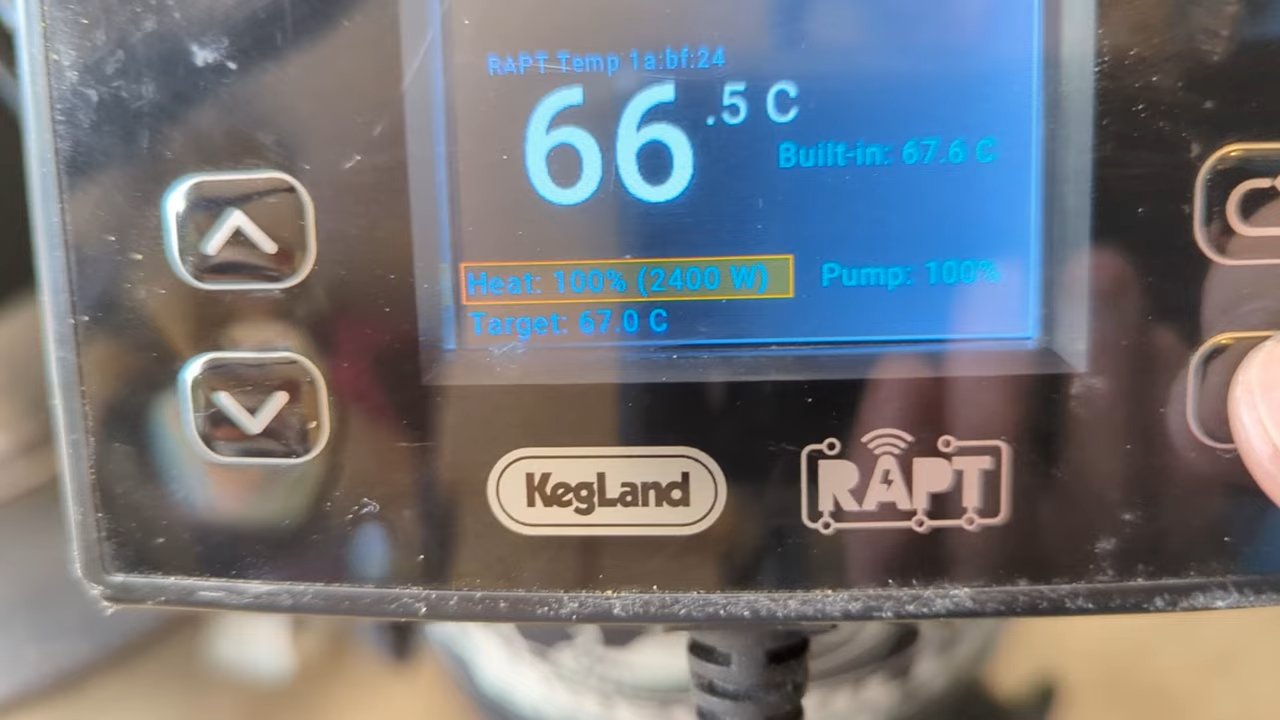 RAPT Temp 1a:bf:24
66.5 C
Built-in: 67.6 C
Heat: 100% (2400 W)
Pump: 100%
Target: 67.0 C
KegLand
RAPT